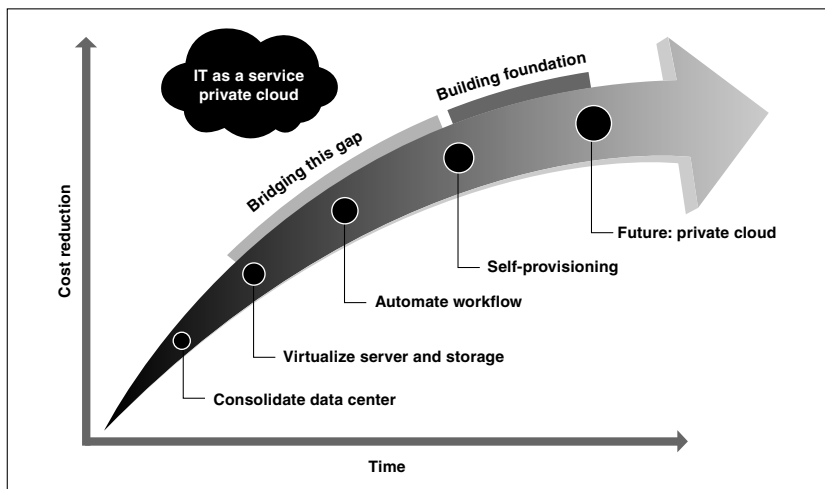 IT as a service
private cloud
Building foundation
Bridging this gap
Cost reduction
Future: private cloud
Self-provisioning
Automate workflow
Virtualize server and storage
Consolidate data center
Time